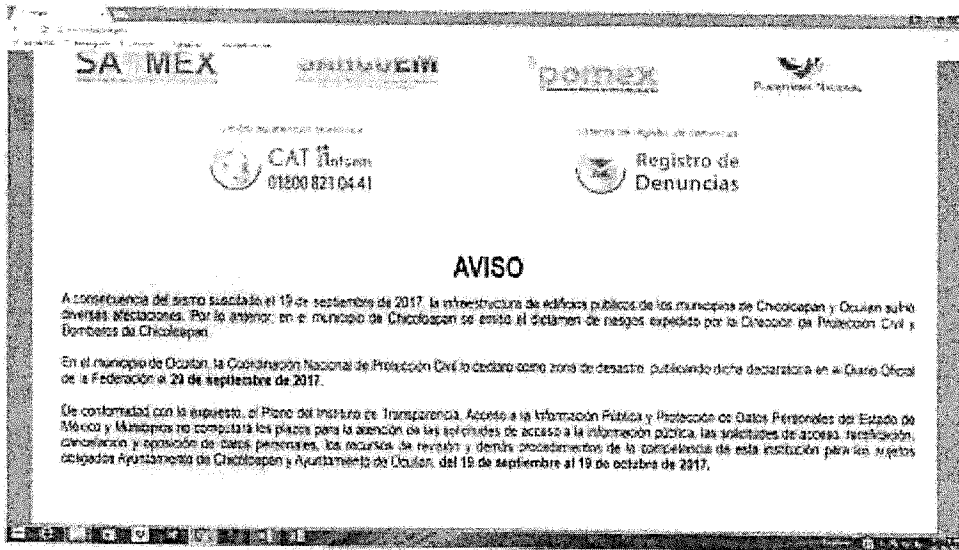 SA MEX
ipomex
CAT
01800 821 04 41
Registro de
Denuncias
AVISO
A consecuencia del sismo suscitado el 19 de septiembre de 2017, la infraestructura de edificios públicos de los municipios de Chicoloapan y Ocuilan sufrió
diversas afectaciones. Por lo anterior, en el municipio de Chicoloapan se emitió el dictamen de riesgos expedido por la Dirección de Protección Civil y
Bomberos de Chicoloapan.
En el municipio de Ocuilan, la Coordinación Nacional de Protección Civil lo declaró como zona de desastre, publicando dicha declaratoria en el Diario Oficial
de la Federación el 29 de septiembre de 2017.
De conformidad con lo expuesto, el Pleno del Instituto de Transparencia, Acceso a la Información Pública y Protección de Datos Personales del Estado de
México y Municipios no computará los plazos para la atención de las solicitudes de acceso a la información pública, las solicitudes de acceso, rectificación,
cancelación y oposición de datos personales, los recursos de revisión y demás procedimientos de la competencia de esta institución para los sujetos
obligados Ayuntamiento de Chicoloapan y Ayuntamiento de Ocuilan, del 19 de septiembre al 19 de octubre de 2017.